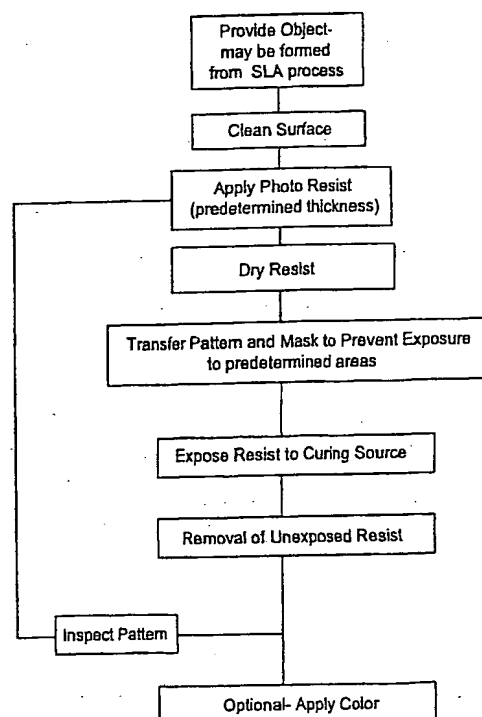 Provide Object-
may be formed
from SLA process
Clean Surface
Apply Photo Resist
(predetermined thickness)
Dry Resist
Transfer Pattern and Mask to Prevent Exposure
to predetermined areas
Expose Resist to Curing Source
Removal of Unexposed Resist
Inspect Pattern
Optional- Apply Color